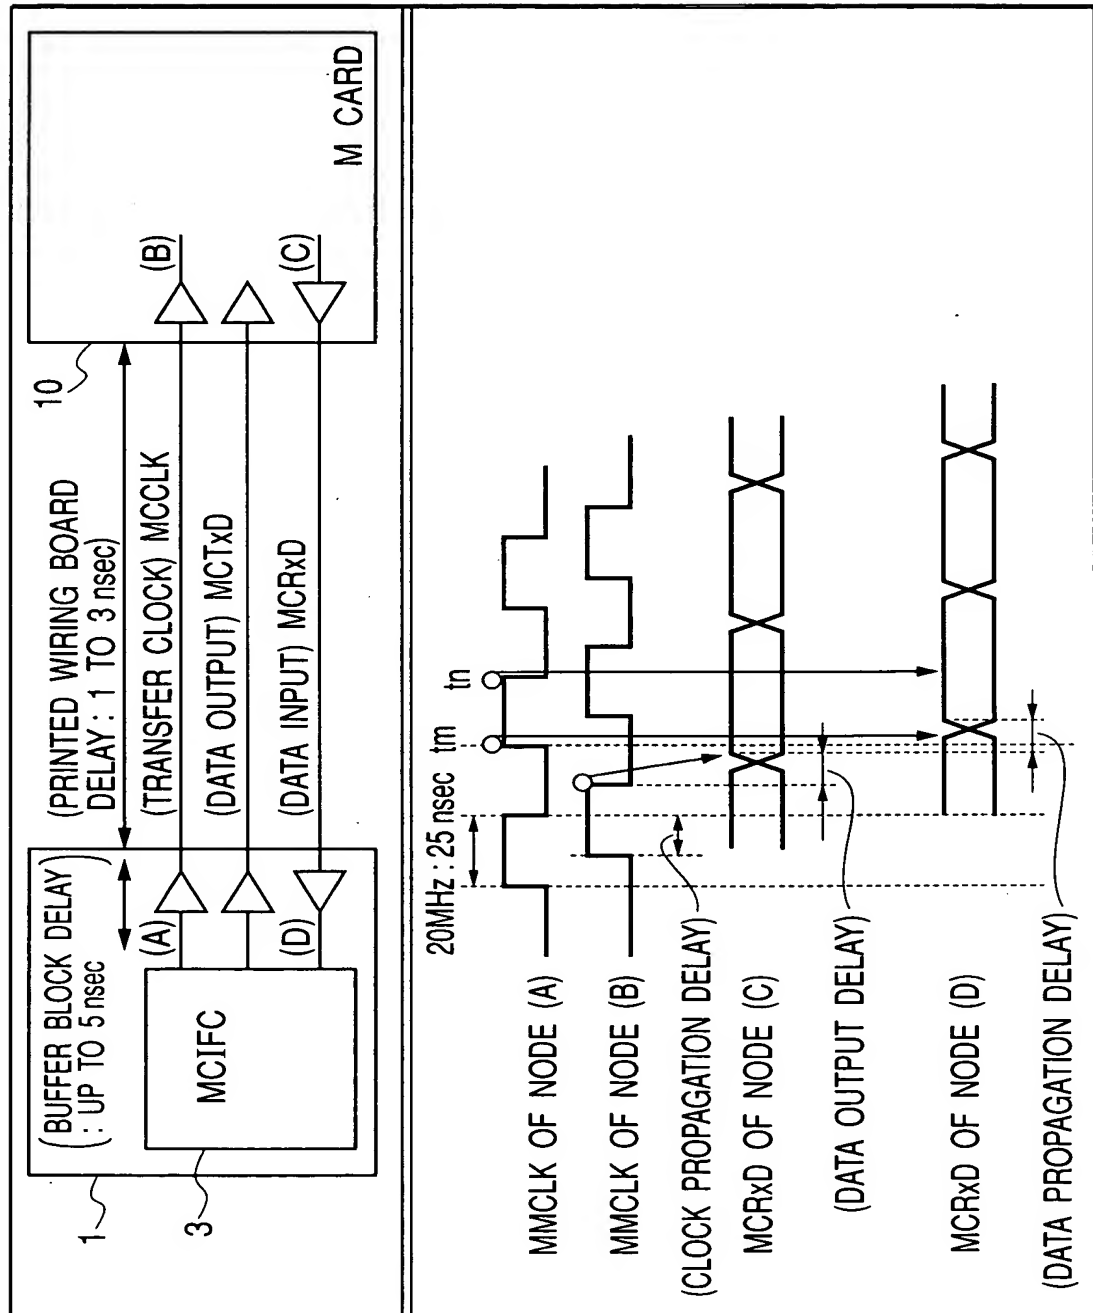 (BUFFER BLOCK DELAY)
: UP TO 5nsec
(PRINTED WIRING BOARD
DELAY: 1 TO 3 nsec)
1
3
10
MCIFC
M CARD
(A)
(TRANSFER CLOCK) MCCLK
(B)
(DATA OUTPUT) MCTxD
(D)
(DATA INPUT) MCRxD
(C)
20MHz : 25 nsec
tm
tn
MMCLK OF NODE (A)
MMCLK OF NODE (B)
(CLOCK PROPAGATION DELAY)
MCRxD OF NODE (C)
(DATA OUTPUT DELAY)
MCRxD OF NODE (D)
(DATA PROPAGATION DELAY)